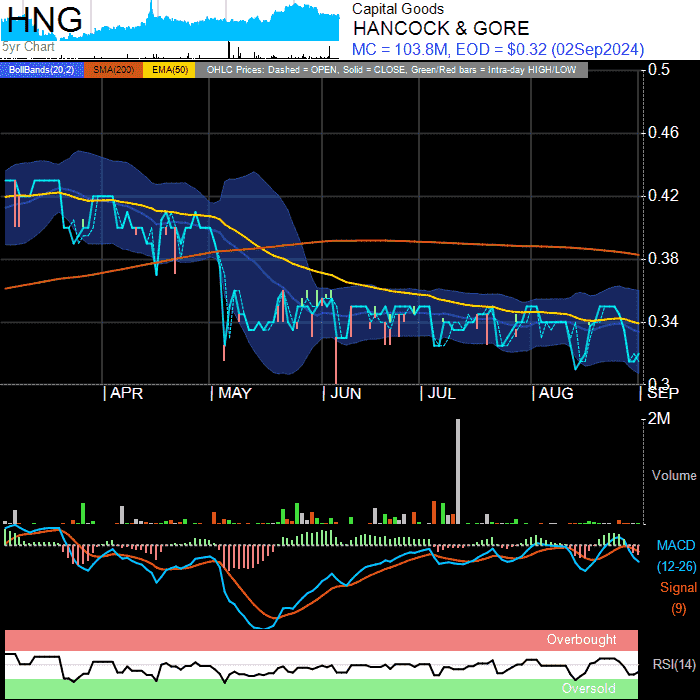 HNG
5yr Chart
Capital Goods
HANCOCK & GORE
MC = 103.8M, EOD = $0.32 (02Sep2024)
BollBands(20,2) SMA(200) EMA(50) OHLC Prices: Dashed = OPEN, Solid = CLOSE, Green/Red bars = Intra-day HIGH/LOW
0.5
0.46
0.42
0.38
0.34
0.3
APR MAY JUN JUL AUG SEP
2M
Volume
MACD
(12-26)
Signal
(9)
Overbought
RSI(14)
Oversold